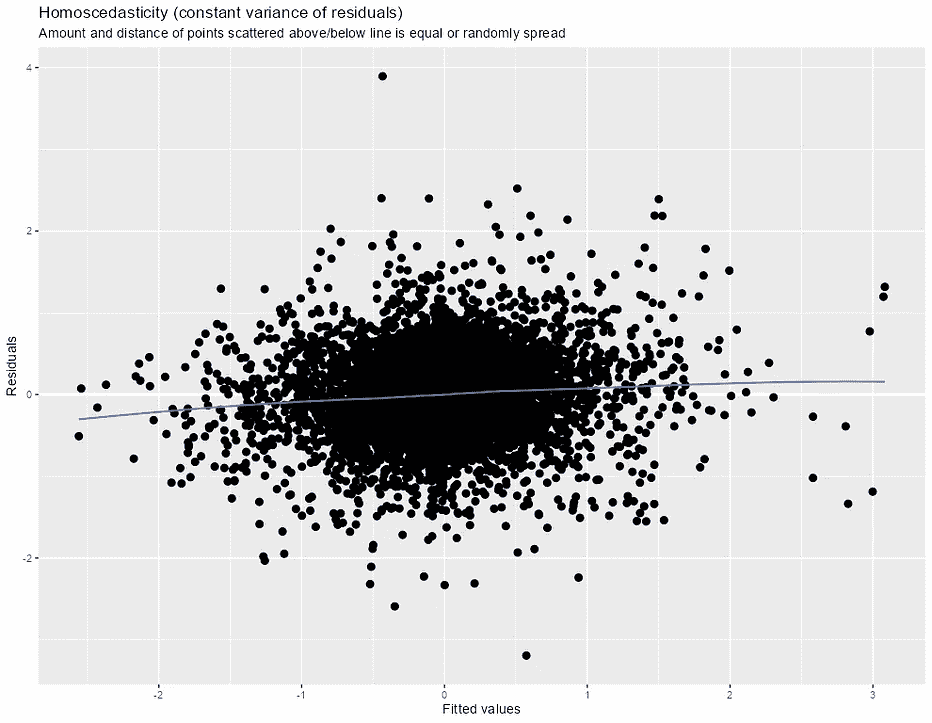 Homoscedasticity (constant variance of residuals)
Amount and distance of points scattered above/below line is equal or randomly spread
4
2
0
-2
Residuals
-2
-1
0
1
2
3
Fitted values